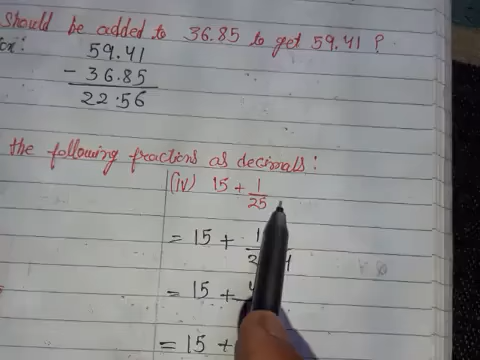 should be added to 36.85 to get 59.41 ?
59.41
- 36.85
22.56
the following fractions as decimals:
(iv) 15 + 1/25
= 15 +
= 15 +
= 15 +